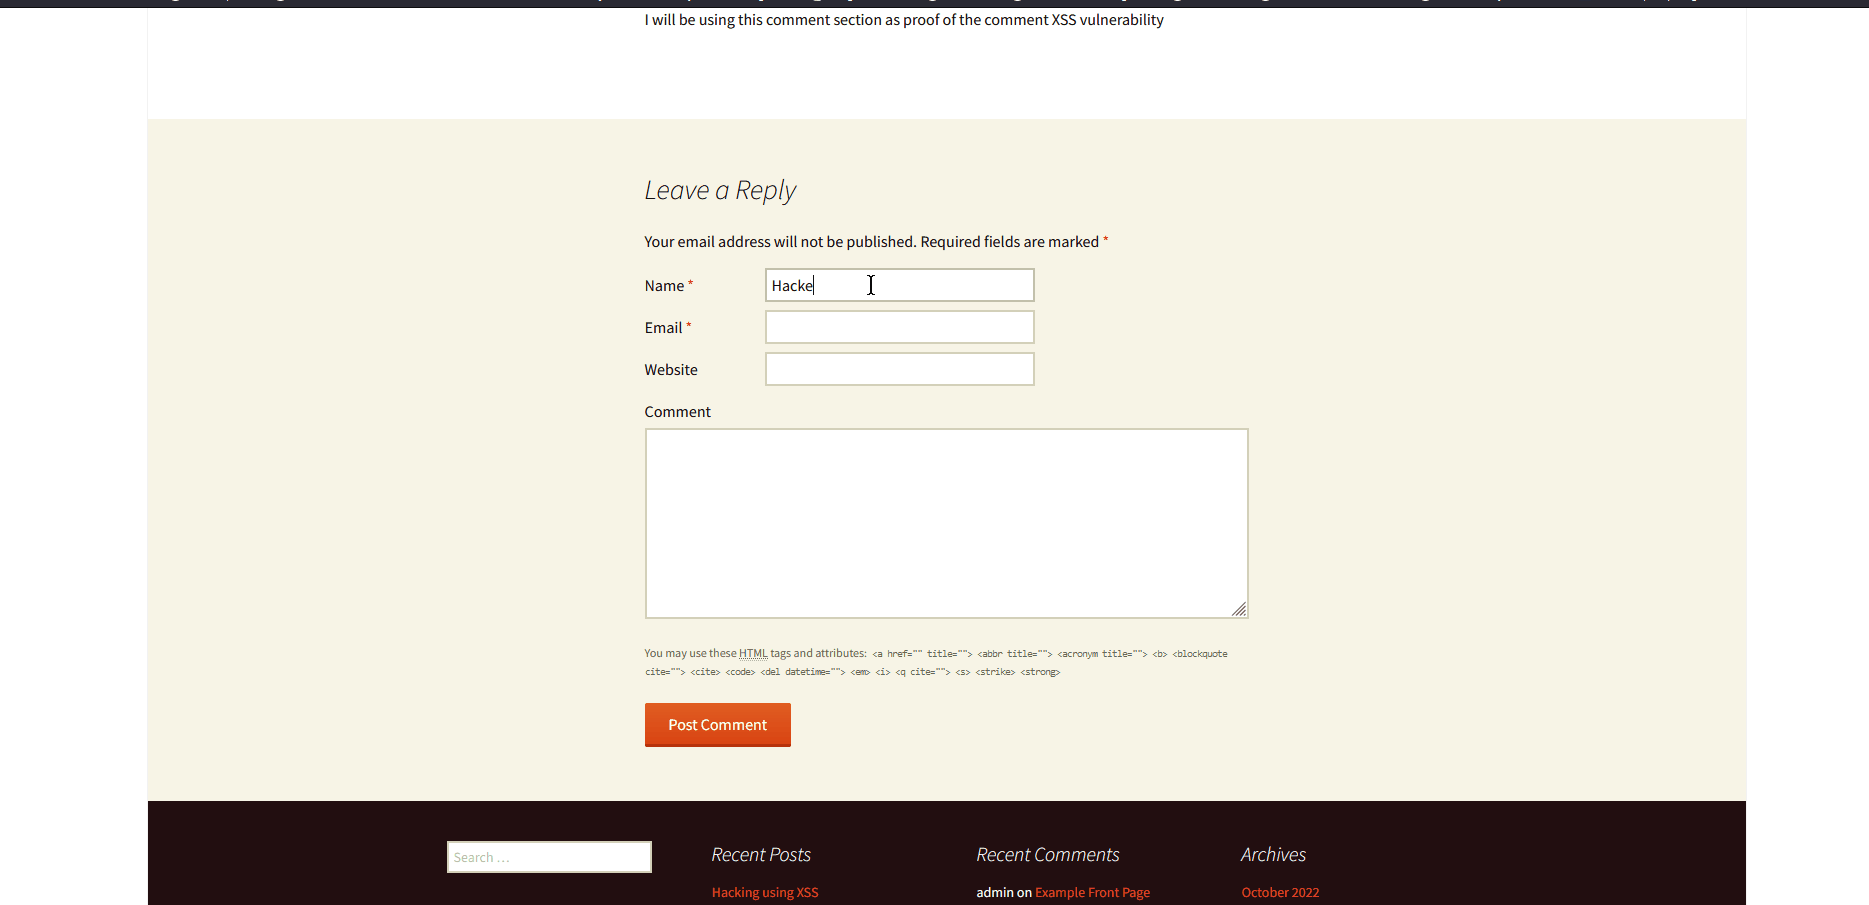 I will be using this comment section as proof of the comment XSS vulnerability
Leave a Reply
Your email address will not be published. Required fields are marked *
Name * Hacke
Email *
Website
Comment
You may use these HTML tags and attributes: <a href="" title=""> <abbr title=""> <acronym title=""> <b> <blockquote
cite=""> <cite> <code> <del datetime=""> <em> <i> <q cite=""> <s> <strike> <strong>
Post Comment
Search ...
Recent Posts
Recent Comments
Archives
Hacking using XSS
admin on Example Front Page
October 2022